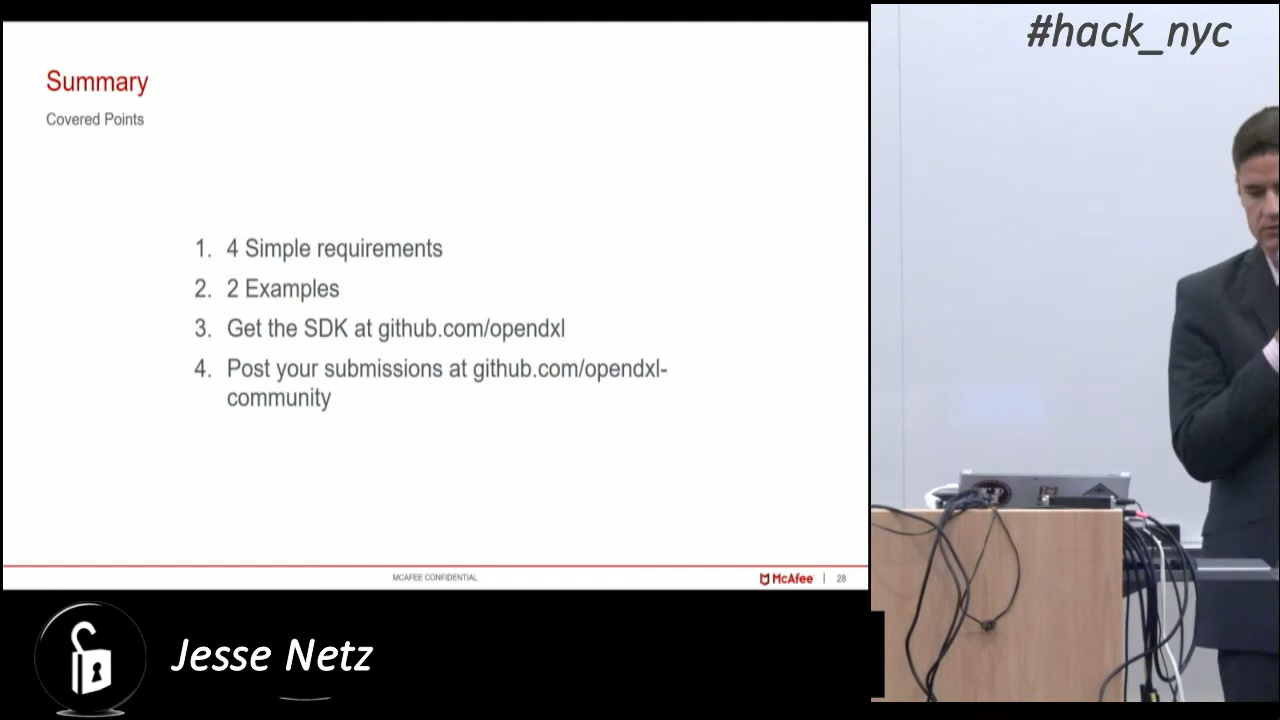 #hack_nyc
Summary
Covered Points
1. 4 Simple requirements
2. 2 Examples
3. Get the SDK at github.com/opendxl
4. Post your submissions at github.com/opendxl-
community
MCAFEE CONFIDENTIAL
McAfee | 28
Jesse Netz